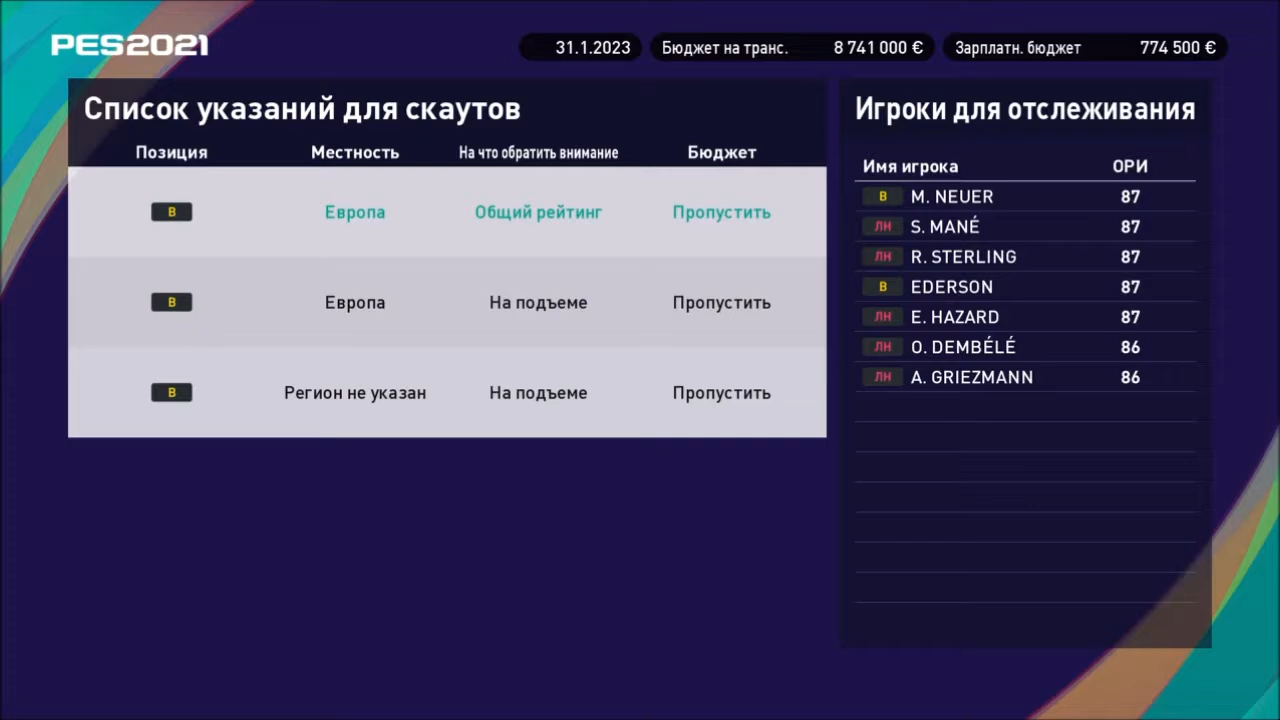 PES2021
31.1.2023 Бюджет на транс. 8 741 000 € Зарплатн. бюджет 774 500 €
Список указаний для скаутов
Позиция Местность На что обратить внимание Бюджет
В Европа Общий рейтинг Пропустить
В Европа На подъеме Пропустить
В Регион не указан На подъеме Пропустить
Игроки для отслеживания
Имя игрока ОРИ
В M. NEUER 87
ЛН S. MANÉ 87
ЛН R. STERLING 87
В EDERSON 87
ЛН E. HAZARD 87
ЛН O. DEMBÉLÉ 86
ЛН A. GRIEZMANN 86